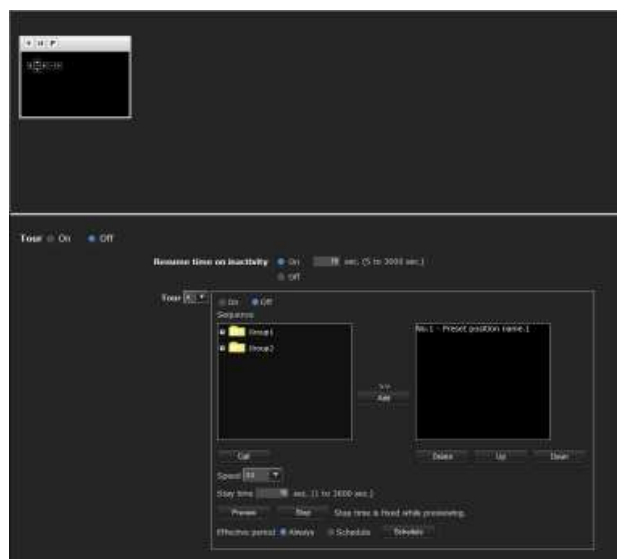 Tour On Off
Resume time on inactivity On sec. (5 to 3000 sec.)
Off
Tour
On Off
Sequence
Group1
Group2
No.1 - Preset position name 1
>>
Add
Call Delete Up Down
Speed
Stay time sec. (1 to 3600 sec.)
Preview Stop Stay time is fixed while previewing.
Effective period Always Schedule Schedule